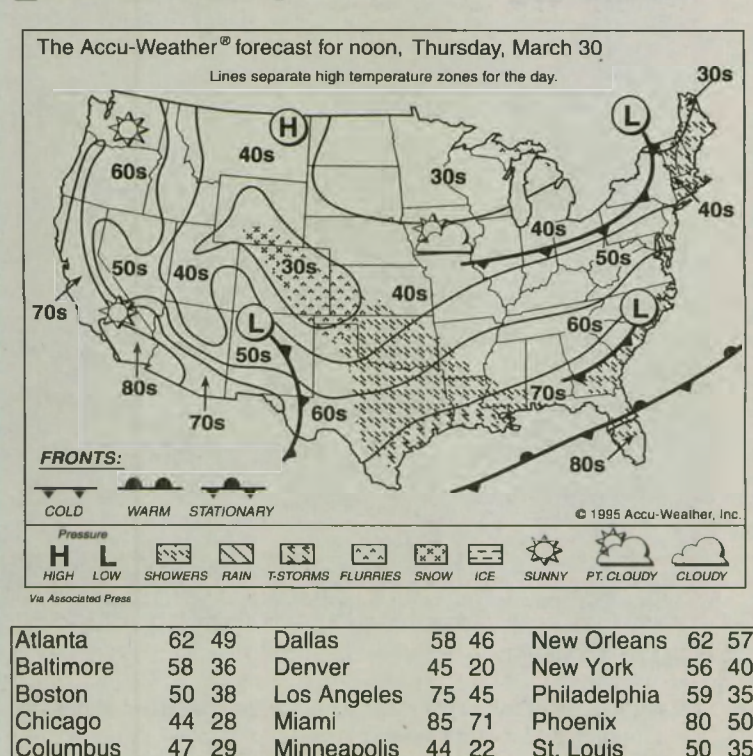 The Accu-Weather® forecast for noon, Thursday, March 30
Lines separate high temperature zones for the day.
30s
H
L
60s
40s
30s
40s
50s
40s
30s
40s
50s
70s
40s
L
L
50s
60s
80s
70s
60s
70s
80s
FRONTS:
COLD WARM STATIONARY
© 1995 Accu-Weather, Inc.
Pressure
H L
HIGH LOW SHOWERS RAIN T-STORMS FLURRIES SNOW ICE SUNNY PT. CLOUDY CLOUDY
Via Associated Press
Atlanta 62 49 Dallas 58 46 New Orleans 62 57
Baltimore 58 36 Denver 45 20 New York 56 40
Boston 50 38 Los Angeles 75 45 Philadelphia 59 35
Chicago 44 28 Miami 85 71 Phoenix 80 50
Columbus 47 29 Minneapolis 44 22 St. Louis 50 35